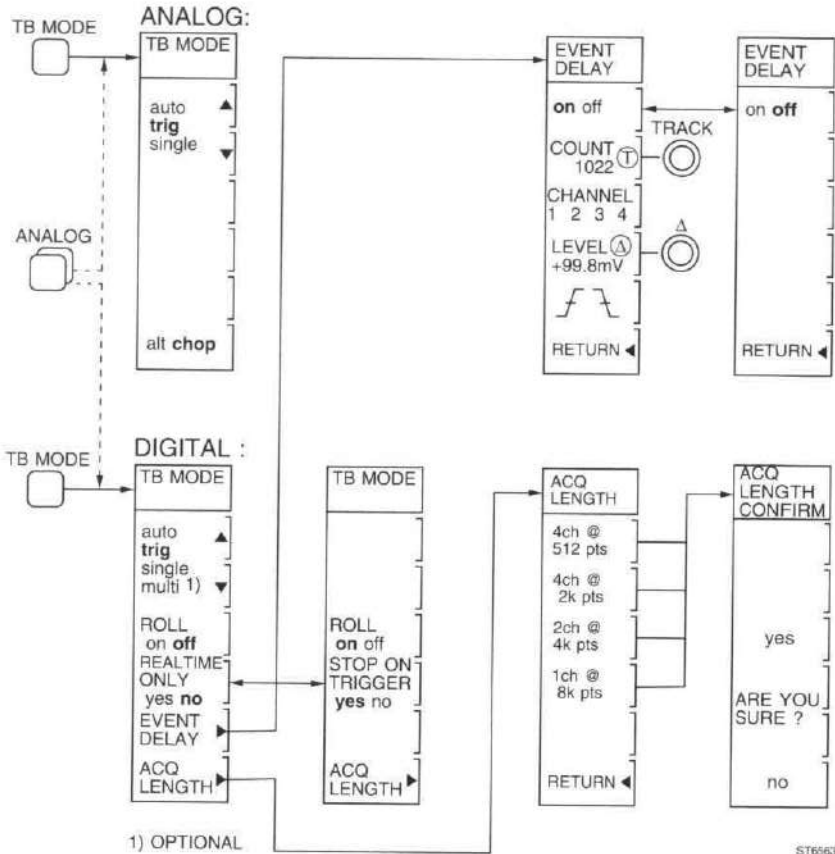 ANALOG:
TB MODE
TB MODE
auto
trig
single
alt chop
ANALOG
EVENT
DELAY
on off
COUNT T
1022
TRACK
CHANNEL
1 2 3 4
LEVEL Δ
+99.8mV
Δ
RETURN
EVENT
DELAY
on off
RETURN
DIGITAL :
TB MODE
TB MODE
auto
trig
single
multi 1)
ROLL
on off
REALTIME
ONLY
yes no
EVENT
DELAY
ACQ
LENGTH
TB MODE
ROLL
on off
STOP ON
TRIGGER
yes no
ACQ
LENGTH
ACQ
LENGTH
4ch @
512 pts
4ch @
2k pts
2ch @
4k pts
1ch @
8k pts
RETURN
ACQ
LENGTH
CONFIRM
yes
ARE YOU
SURE ?
no
1) OPTIONAL
ST6563